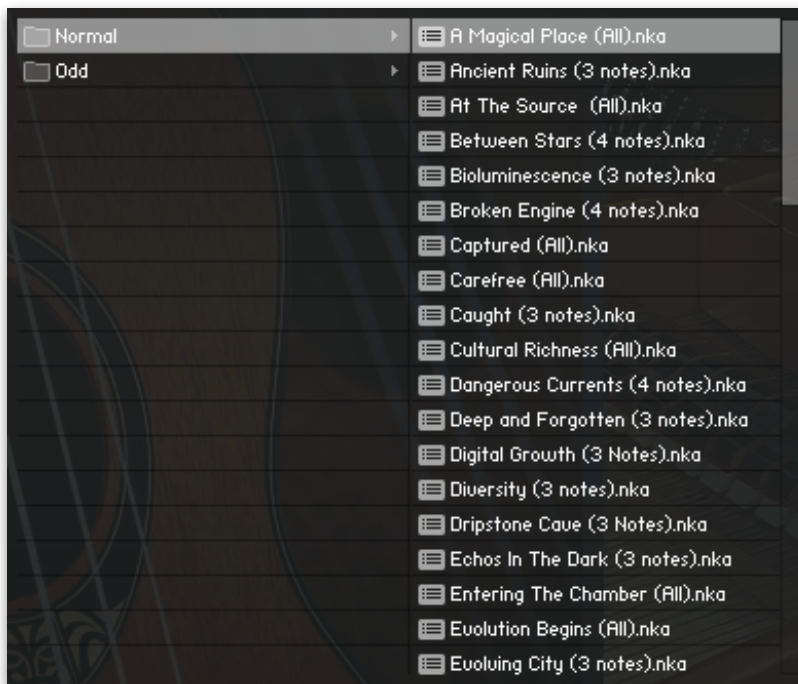 Normal
Odd
A Magical Place (All).nka
Ancient Ruins (3 notes).nka
At The Source  (All).nka
Between Stars (4 notes).nka
Bioluminescence (3 notes).nka
Broken Engine (4 notes).nka
Captured (All).nka
Carefree (All).nka
Caught (3 notes).nka
Cultural Richness (All).nka
Dangerous Currents (4 notes).nka
Deep and Forgotten (3 notes).nka
Digital Growth (3 Notes).nka
Diversity (3 notes).nka
Dripstone Cave (3 Notes).nka
Echos In The Dark (3 notes).nka
Entering The Chamber (All).nka
Evolution Begins (All).nka
Evolving City (3 notes).nka